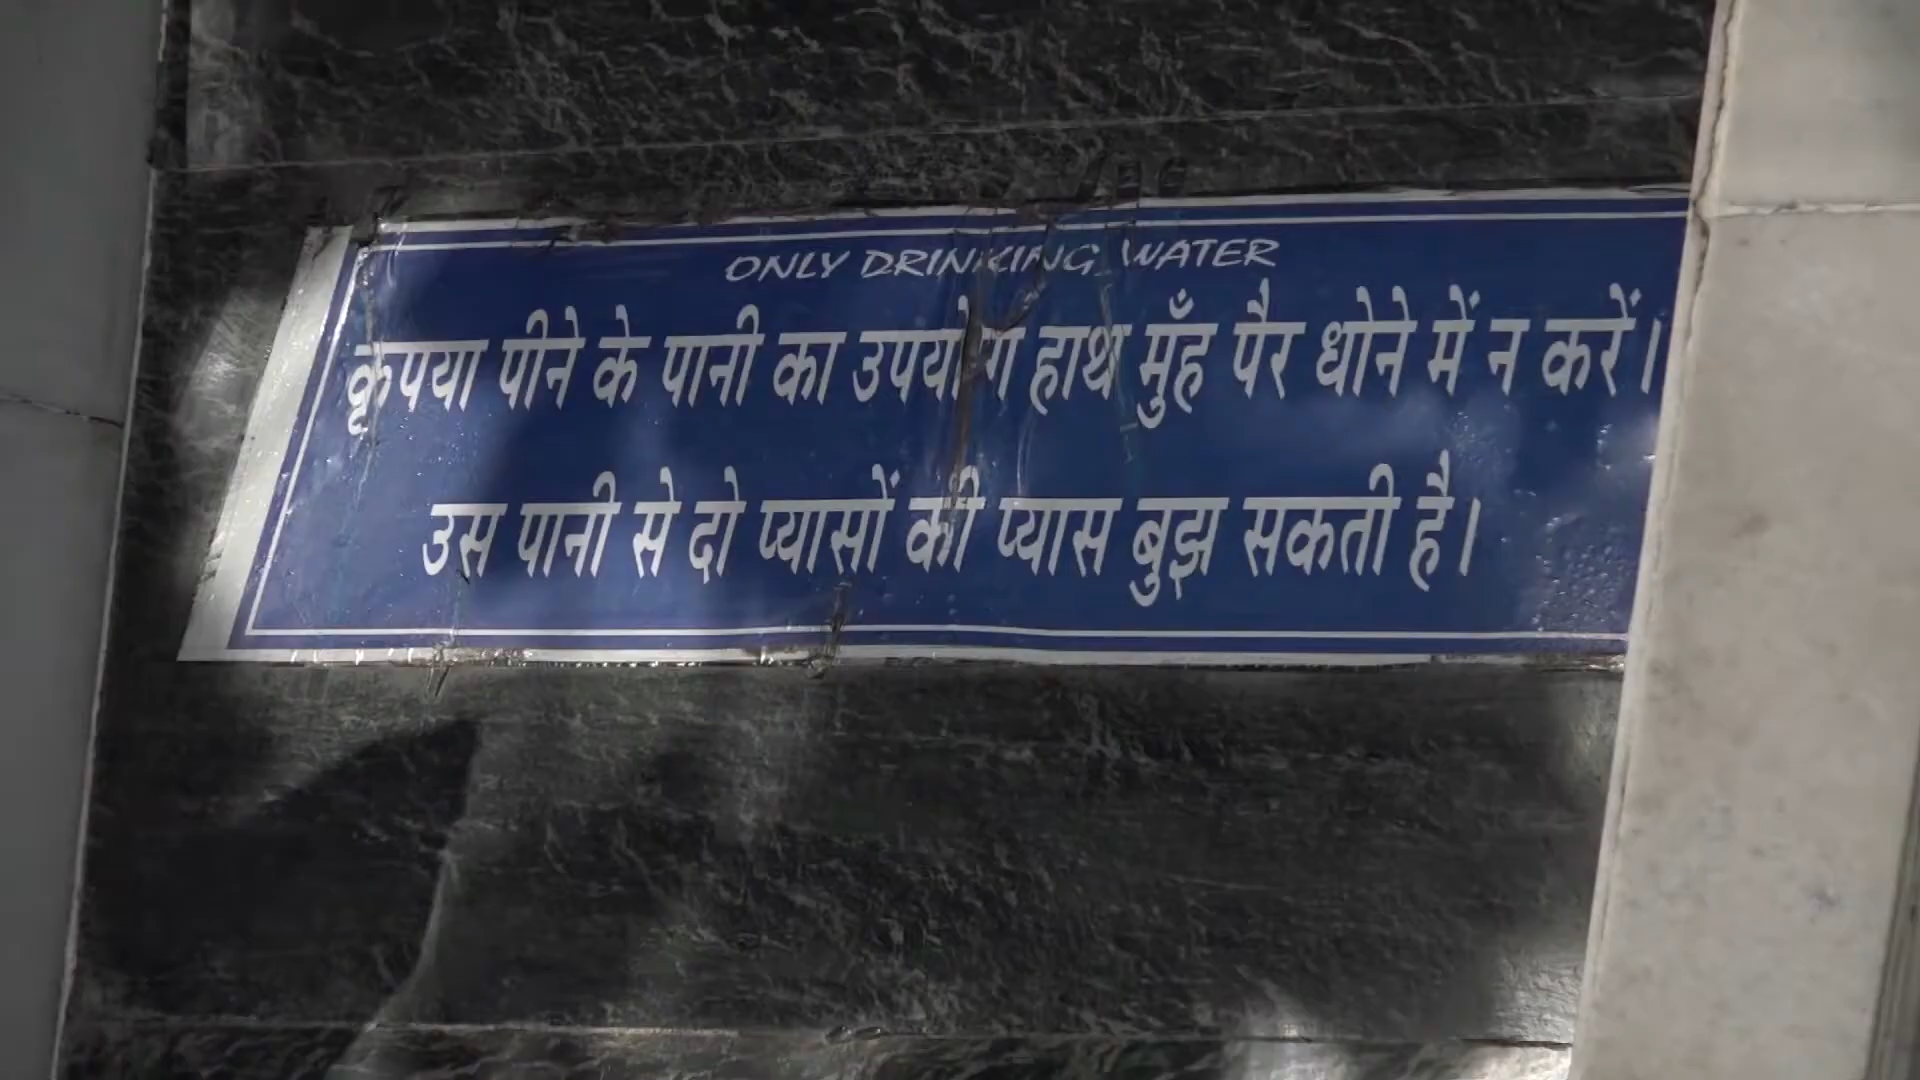 ONLY DRINKING WATER
कृपया पीने के पानी का उपयोग हाथ मुँह पैर धोने में न करें।
उस पानी से दो प्यासों की प्यास बुझ सकती है।